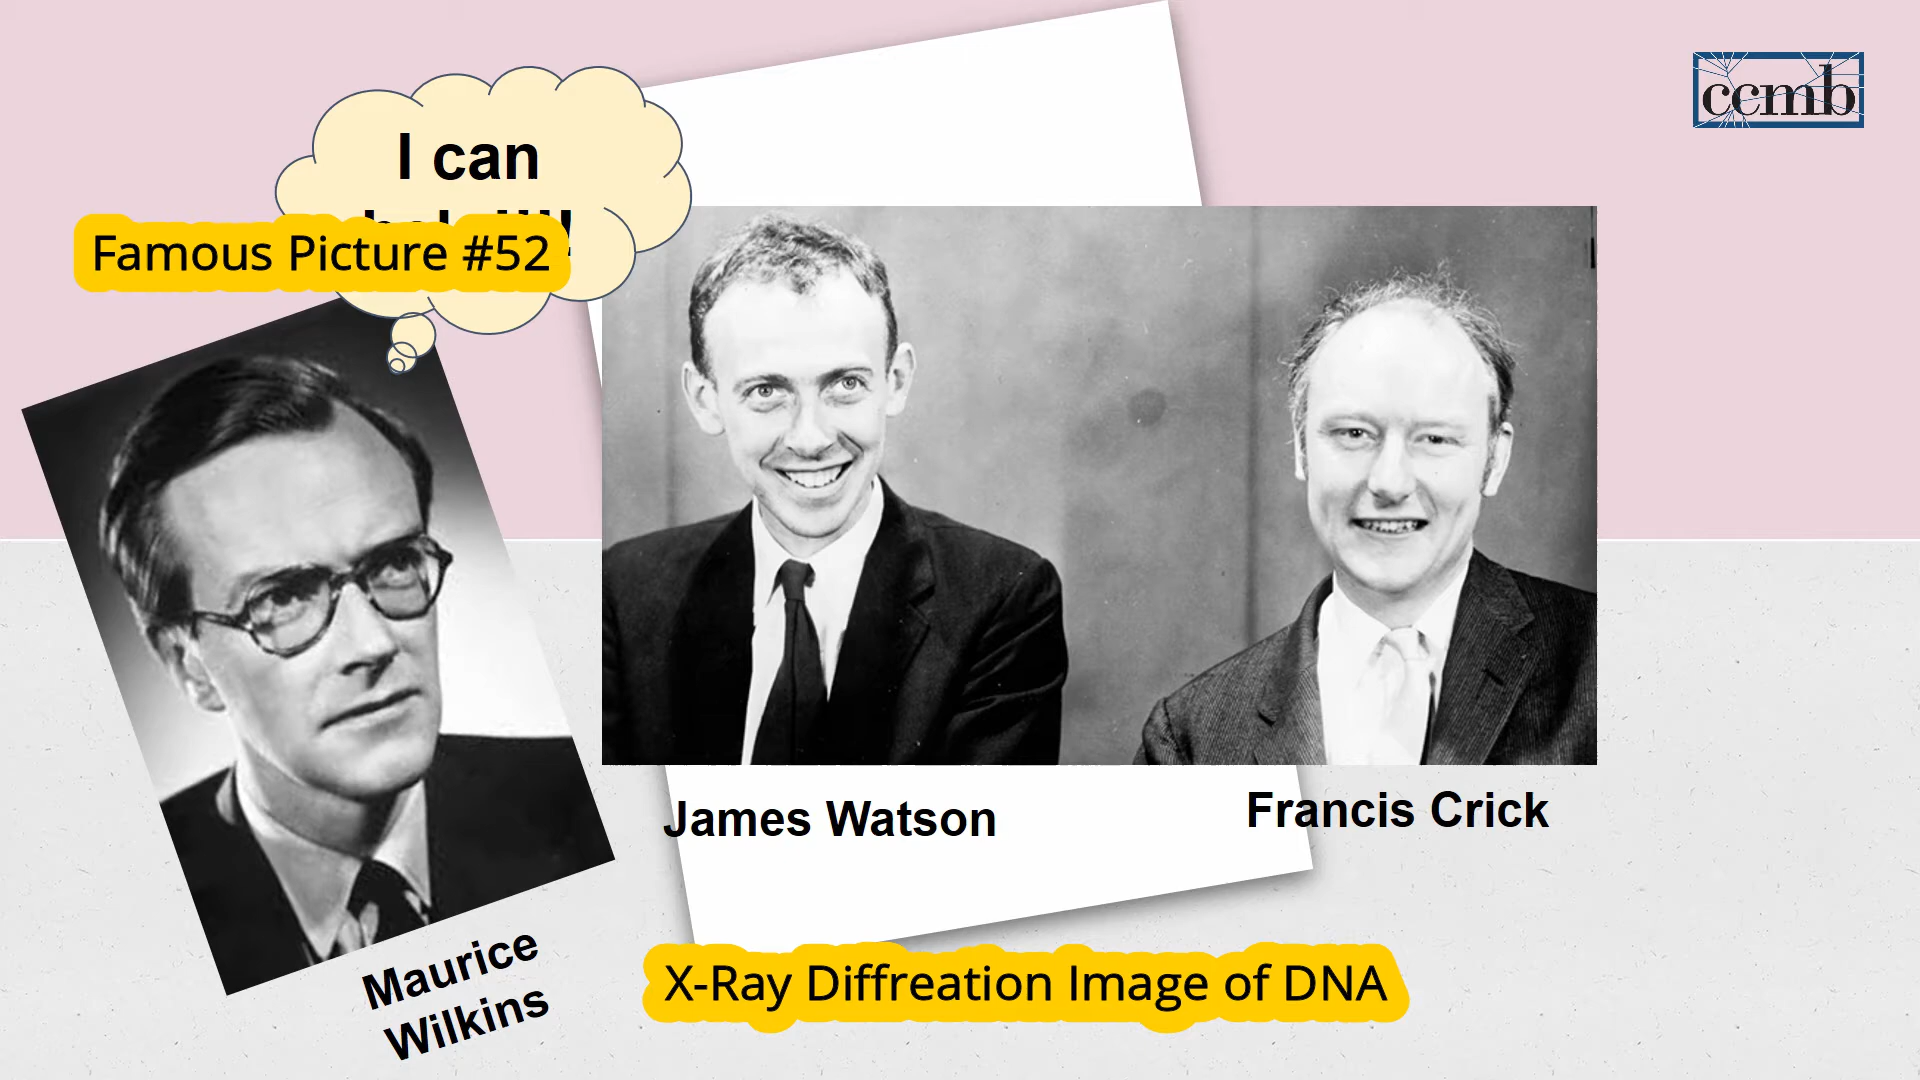 ccmb
I can
Famous Picture #52
James Watson
Francis Crick
Maurice
Wilkins
X-Ray Diffreation Image of DNA